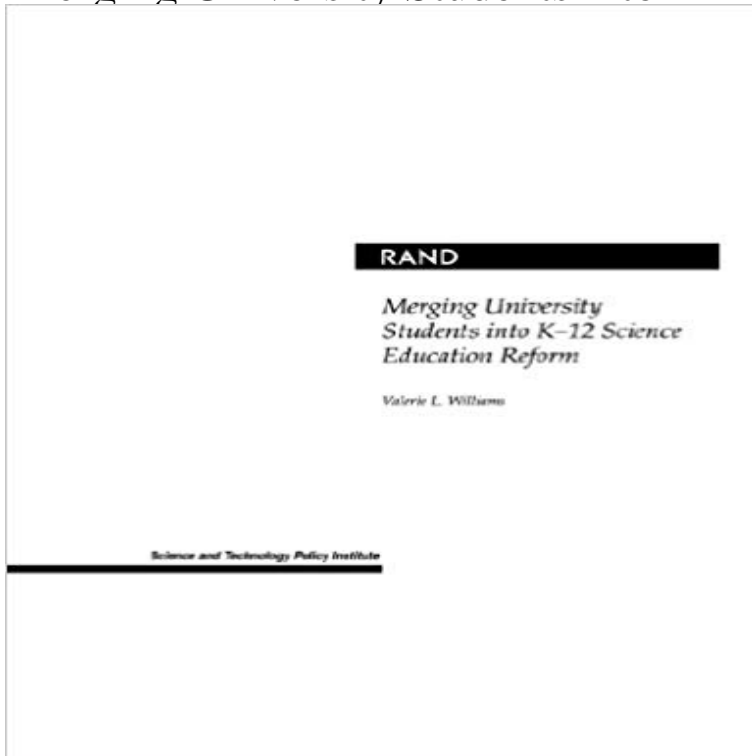 RAND
Merging University
Students into K–12 Science
Education Reform
Valerie L. Williams
Science and Technology Policy Institute